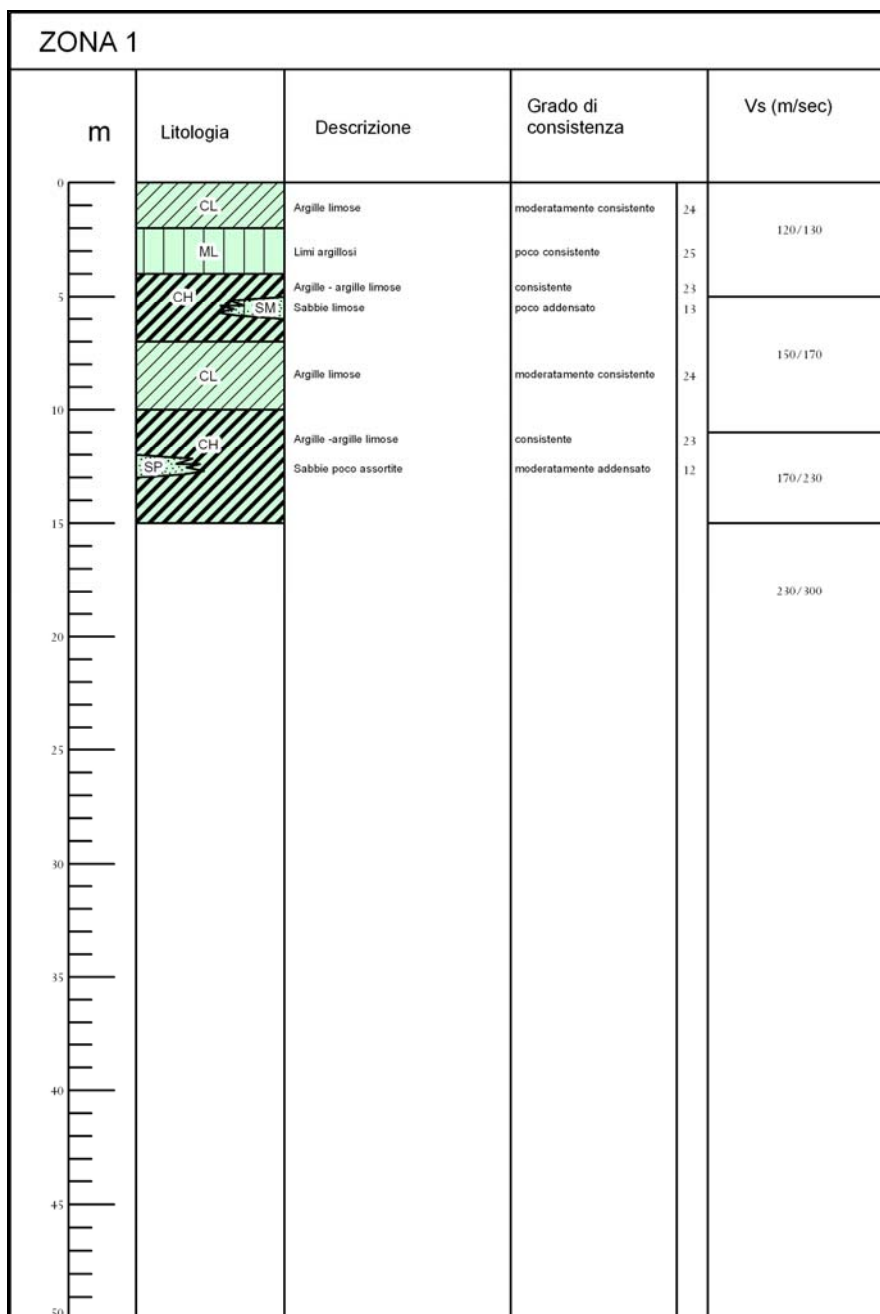 ZONA 1
m
Litologia
Descrizione
Grado di
consistenza
Vs (m/sec)
0
CL
Argille limose
moderatamente consistente
24
120/130
ML
Limi argillosi
poco consistente
25
CH
Argille - argille limose
consistente
23
5
SM
Sabbie limose
poco addensato
13
150/170
CL
Argille limose
moderatamente consistente
24
10
CH
Argille -argille limose
consistente
23
SP
Sabbie poco assortite
moderatamente addensato
12
170/230
15
230/300
20
25
30
35
40
45
50